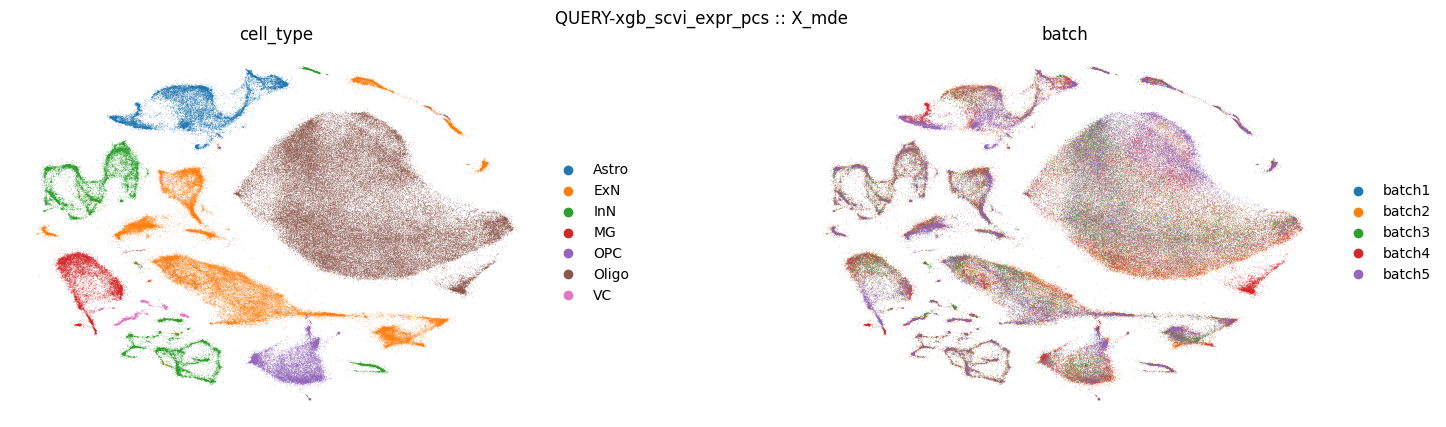 QUERY-xgb_scvi_expr_pcs :: X_mde
cell_type
Astro
ExN
InN
MG
OPC
Oligo
VC
batch
batch1
batch2
batch3
batch4
batch5